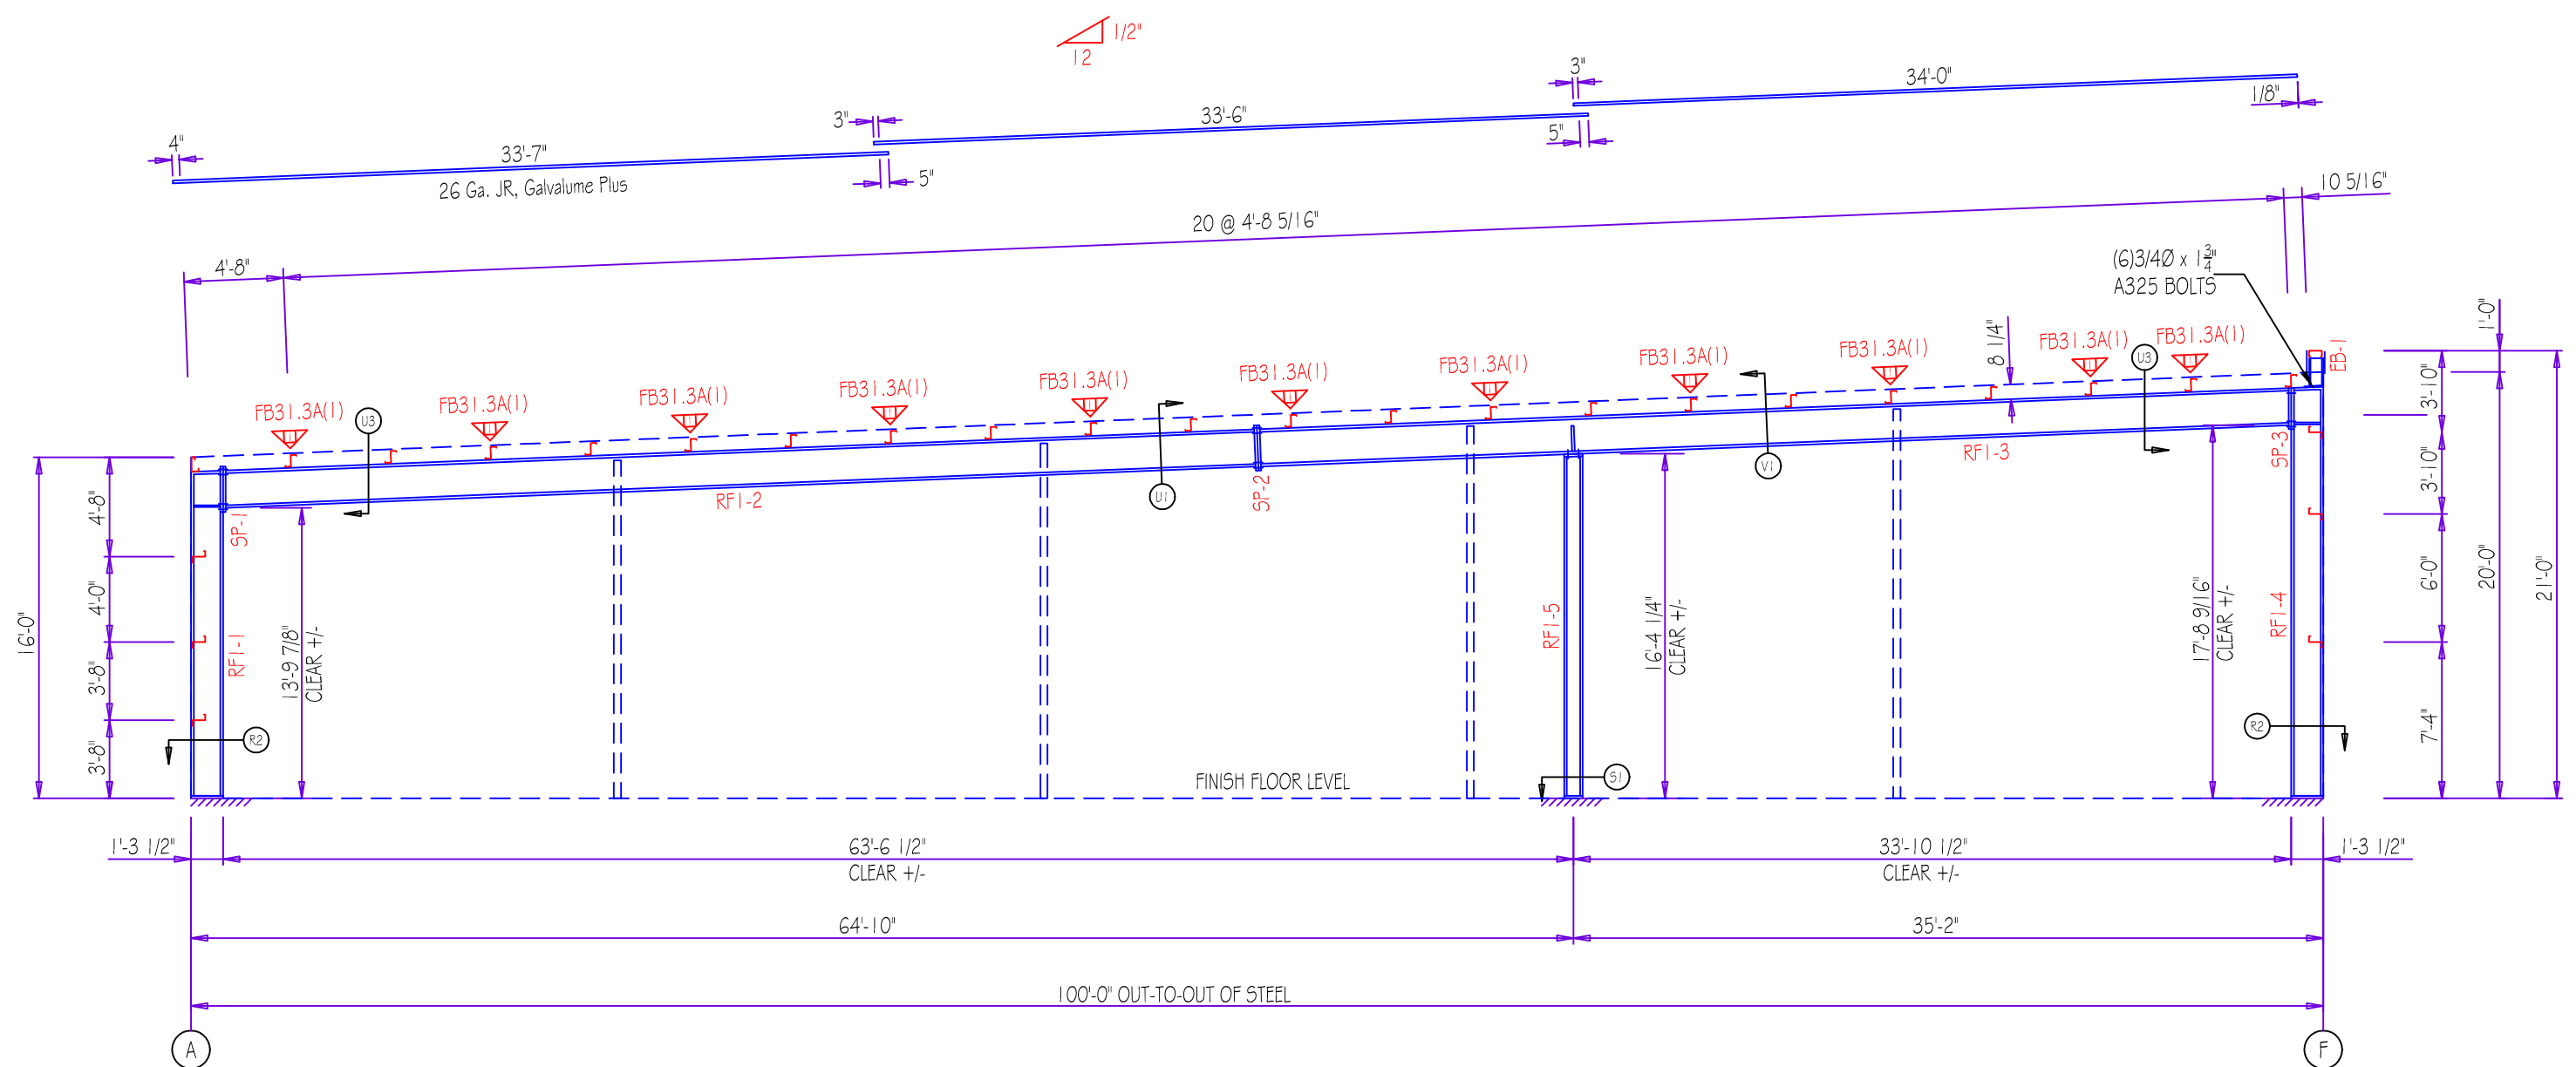 1/2"
12
3"
34'-0"
1/8"
3"
33'-6"
5"
4"
33'-7"
5"
26 Ga. JR, Galvalume Plus
10 5/16"
20 @ 4'-8 5/16"
4'-8"
(6)3/4Ø x 1 3/4"
A325 BOLTS
1'-0"
8 1/4"
FB31.3A(1)
FB31.3A(1)
FB31.3A(1)
FB31.3A(1)
FB31.3A(1)
FB31.3A(1)
FB31.3A(1)
FB31.3A(1)
FB31.3A(1)
FB31.3A(1)
FB31.3A(1)
EB-1
U3
U1
V1
U3
3'-10"
3'-10"
6'-0"
7'-4"
20'-0"
21'-0"
16'-0"
4'-8"
4'-0"
3'-8"
3'-8"
SP-1
RF1-1
RF1-2
SP-2
RF1-3
SP-3
RF1-4
RF1-5
13'-9 7/8"
CLEAR +/-
16'-4 1/4"
CLEAR +/-
17'-8 9/16"
CLEAR +/-
R2
R2
S1
FINISH FLOOR LEVEL
1'-3 1/2"
63'-6 1/2"
CLEAR +/-
33'-10 1/2"
CLEAR +/-
1'-3 1/2"
64'-10"
35'-2"
100'-0" OUT-TO-OUT OF STEEL
A
F